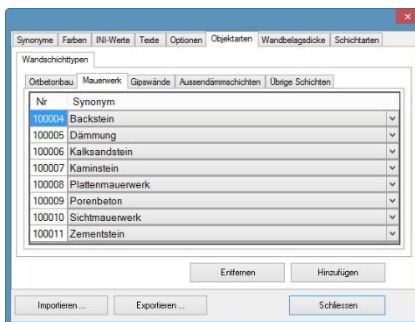 Synonyme Farben INI-Werte Texte Optionen Objektarten Wandbelagsdicke Schichtarten
Wandschichttypen
Ortbetonbau Mauerwerk Gipswände Aussendämmschichten Übrige Schichten
Nr Synonym
100004 Backstein
100005 Dämmung
100006 Kalksandstein
100007 Kaminstein
100008 Plattenmauerwerk
100009 Porenbeton
100010 Sichtmauerwerk
100011 Zementstein
Entfernen Hinzufügen
Importieren ... Exportieren ... Schliessen